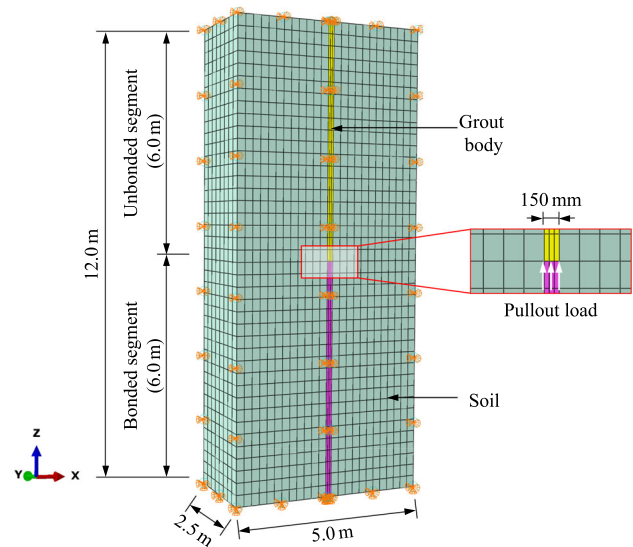 Unbonded segment
(6.0 m)
Grout
body
12.0 m
150 mm
Pullout load
Bonded segment
(6.0 m)
Soil
Z
Y
X
2.5 m
5.0 m